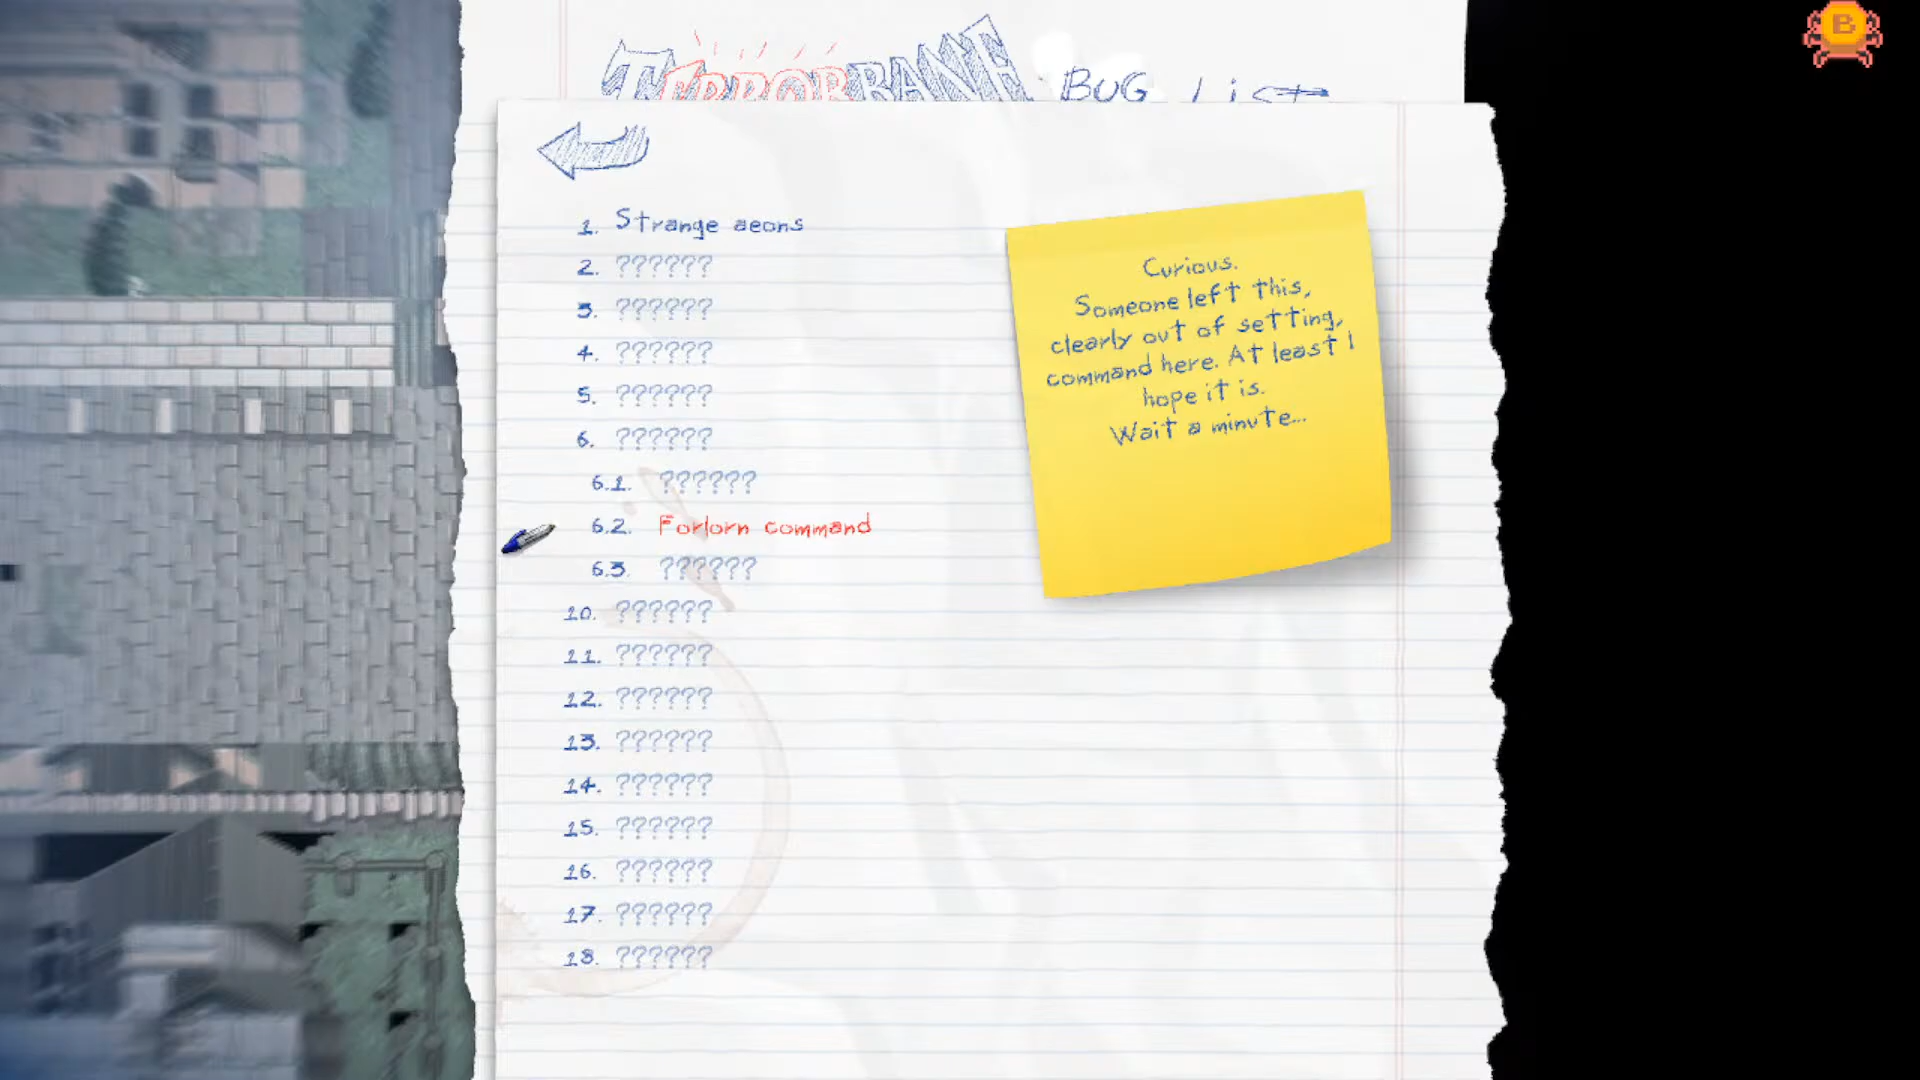 TERRORBANE BUG List
1. Strange aeons
2. ??????
3. ??????
4. ??????
5. ??????
6. ??????
6.1. ??????
6.2. Forlorn command
6.3. ??????
10. ??????
11. ??????
12. ??????
13. ??????
14. ??????
15. ??????
16. ??????
17. ??????
18. ??????
Curious.
Someone left this,
clearly out of setting,
command here. At least I
hope it is.
Wait a minute...
B